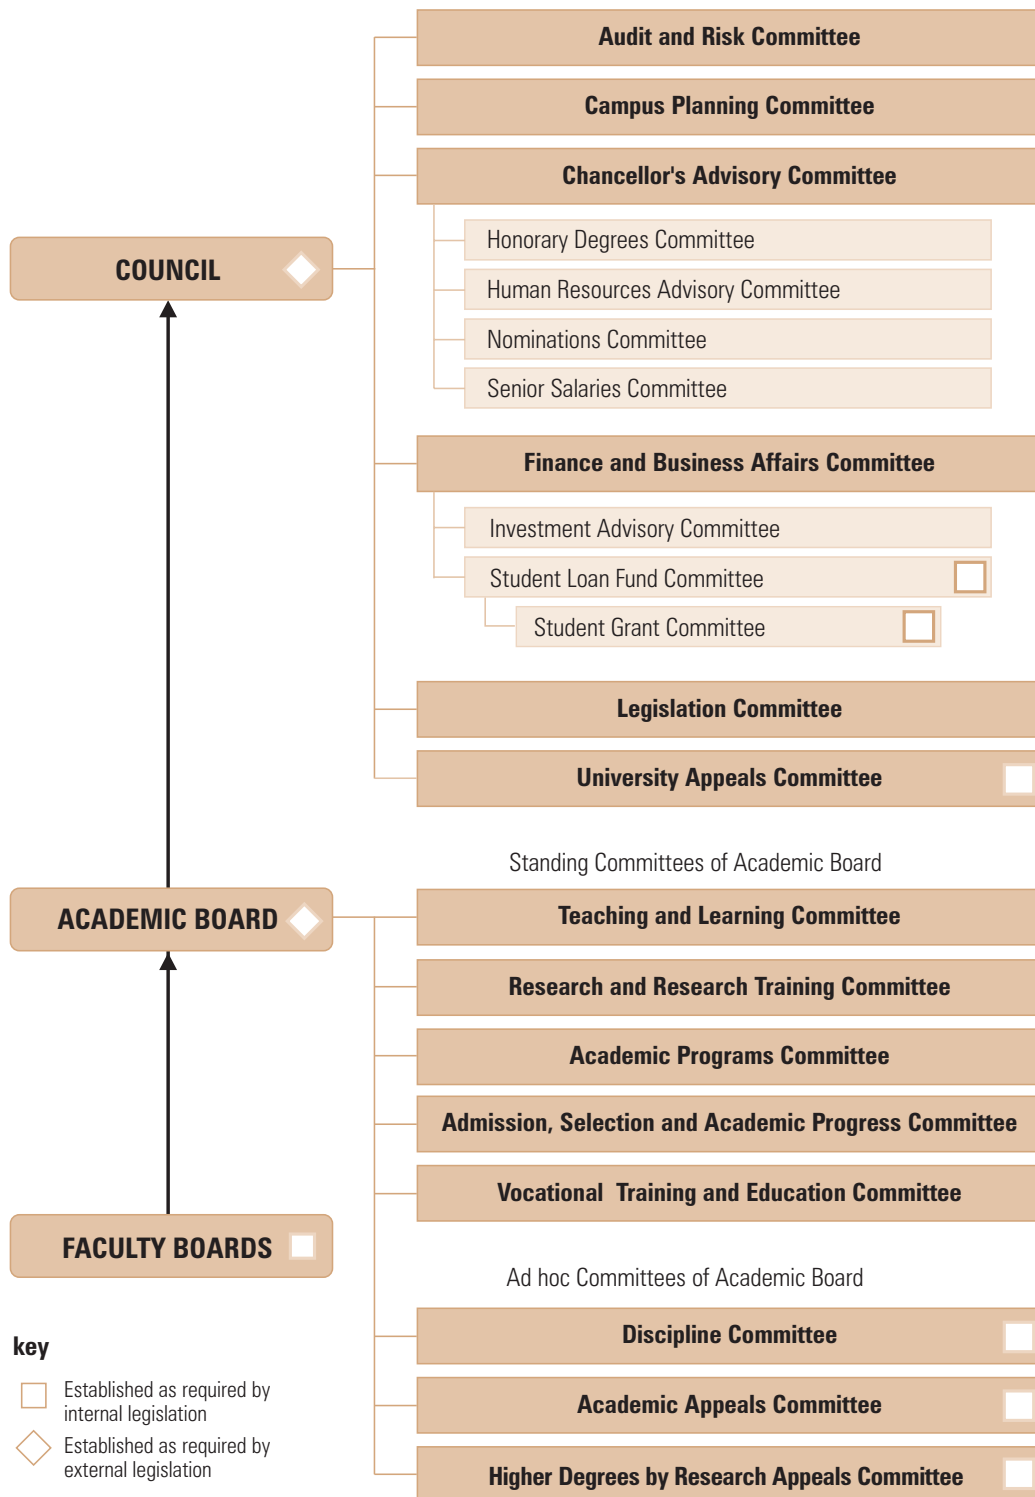 Audit and Risk Committee
Campus Planning Committee
Chancellor's Advisory Committee
Honorary Degrees Committee
Human Resources Advisory Committee
Nominations Committee
Senior Salaries Committee
COUNCIL
Finance and Business Affairs Committee
Investment Advisory Committee
Student Loan Fund Committee
Student Grant Committee
Legislation Committee
University Appeals Committee
Standing Committees of Academic Board
ACADEMIC BOARD
Teaching and Learning Committee
Research and Research Training Committee
Academic Programs Committee
Admission, Selection and Academic Progress Committee
Vocational Training and Education Committee
FACULTY BOARDS
Ad hoc Committees of Academic Board
Discipline Committee
Academic Appeals Committee
Higher Degrees by Research Appeals Committee
key
Established as required by
internal legislation
Established as required by
external legislation